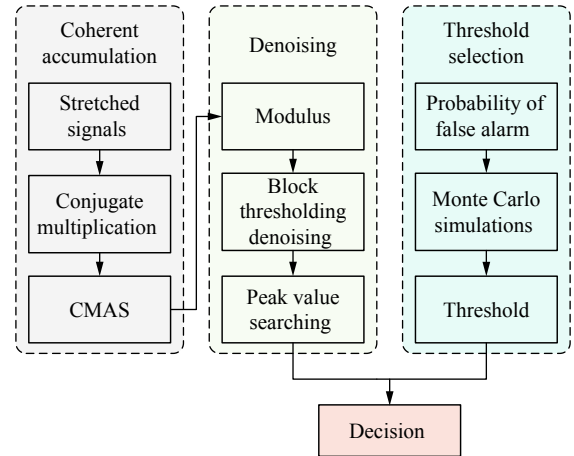 Coherent
accumulation
Stretched
signals
Conjugate
multiplication
CMAS
Denoising
Modulus
Block
thresholding
denoising
Peak value
searching
Threshold
selection
Probability of
false alarm
Monte Carlo
simulations
Threshold
Decision